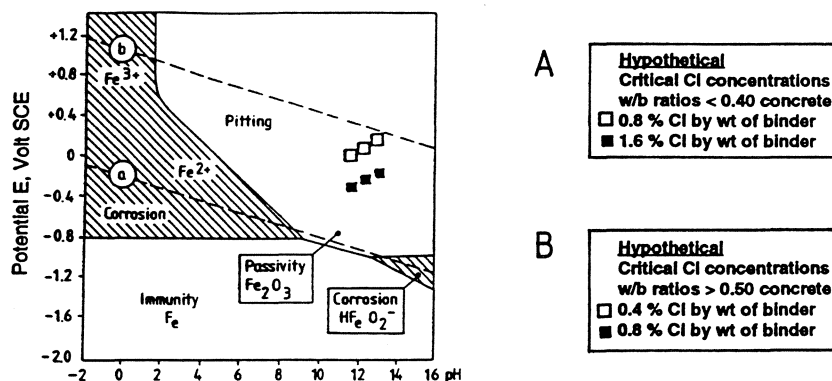 Potential E, Volt SCE
+1.2
+0.8
+0.4
0
-0.4
-0.8
-1.2
-1.6
-2.0
b
Fe3+
Pitting
Fe2+
a
Corrosion
Passivity
Fe2O3
Immunity
Fe
Corrosion
HFeO2-
-2 0 2 4 6 8 10 12 14 16 pH
A
Hypothetical
Critical Cl concentrations
w/b ratios < 0.40 concrete
□ 0.8 % Cl by wt of binder
■ 1.6 % Cl by wt of binder
B
Hypothetical
Critical Cl concentrations
w/b ratios > 0.50 concrete
□ 0.4 % Cl by wt of binder
■ 0.8 % Cl by wt of binder